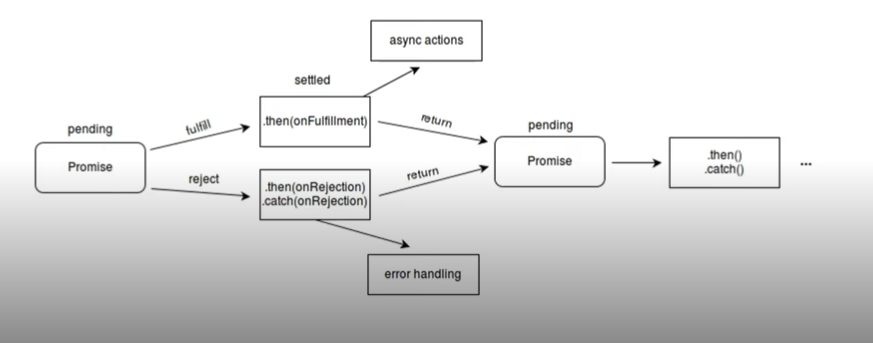 async actions
settled
.then(onFulfillment)
fulfill
return
pending
Promise
reject
.then(onRejection)
.catch(onRejection)
return
error handling
pending
Promise
.then()
.catch()
...